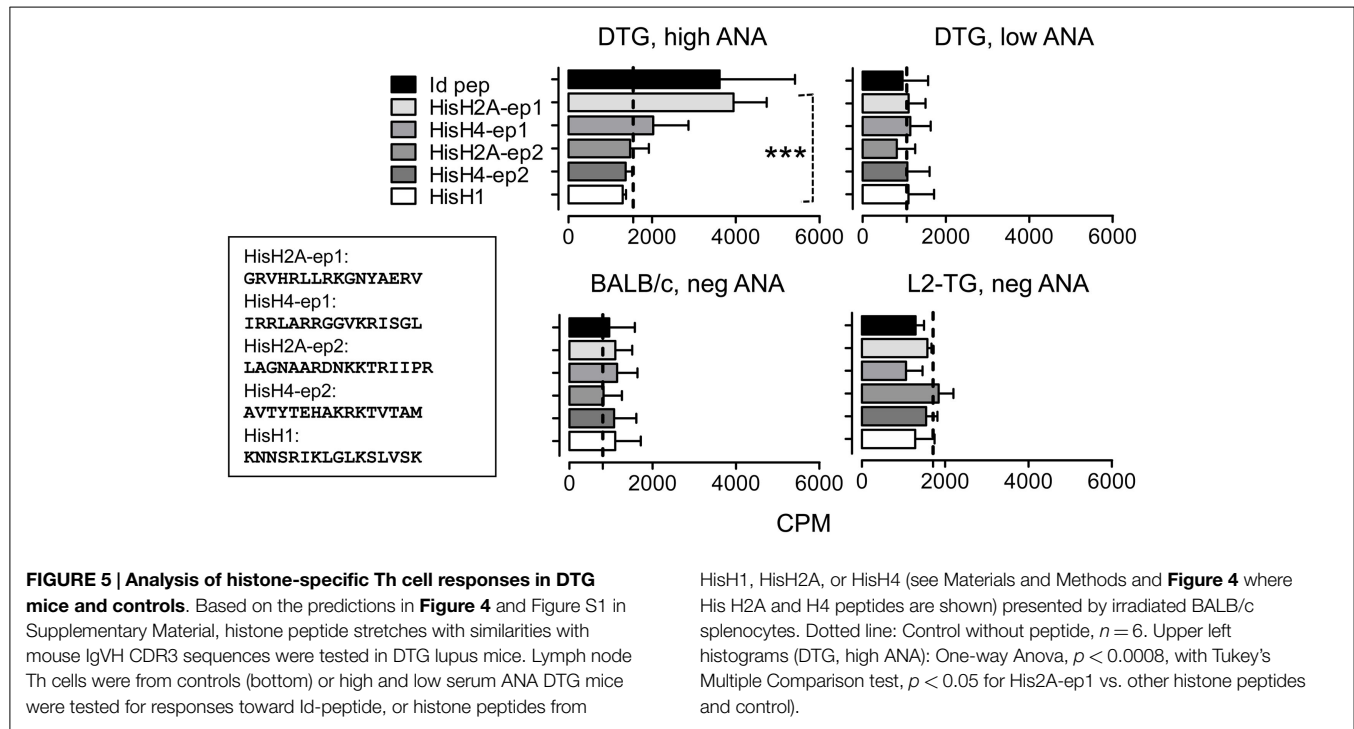 DTG, high ANA
DTG, low ANA
Id pep
HisH2A-ep1
HisH4-ep1
HisH2A-ep2
HisH4-ep2
HisH1
***
0 2000 4000 6000
0 2000 4000 6000
HisH2A-ep1:
GRVHRLLRKGNYAERV
HisH4-ep1:
IRRLARRGGVKRISGL
HisH2A-ep2:
LAGNAARDNKKTRIIPR
HisH4-ep2:
AVTYTEHAKRKTVTAM
HisH1:
KNNSRIKLGLKSLVSK
BALB/c, neg ANA
L2-TG, neg ANA
0 2000 4000 6000
0 2000 4000 6000
CPM
FIGURE 5 | Analysis of histone-specific Th cell responses in DTG
mice and controls. Based on the predictions in Figure 4 and Figure S1 in
Supplementary Material, histone peptide stretches with similarities with
mouse IgVH CDR3 sequences were tested in DTG lupus mice. Lymph node
Th cells were from controls (bottom) or high and low serum ANA DTG mice
were tested for responses toward Id-peptide, or histone peptides from
HisH1, HisH2A, or HisH4 (see Materials and Methods and Figure 4 where
His H2A and H4 peptides are shown) presented by irradiated BALB/c
splenocytes. Dotted line: Control without peptide, n = 6. Upper left
histograms (DTG, high ANA): One-way Anova, p < 0.0008, with Tukey's
Multiple Comparison test, p < 0.05 for His2A-ep1 vs. other histone peptides
and control).